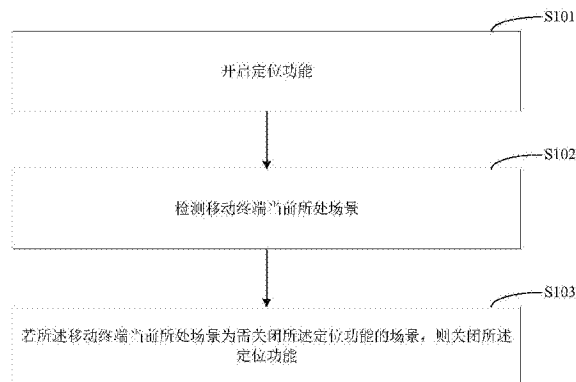 S101
开启定位功能
S102
检测移动终端当前所处场景
S103
若所述移动终端当前所处场景为需关闭所述定位功能的场景，则关闭所述
定位功能